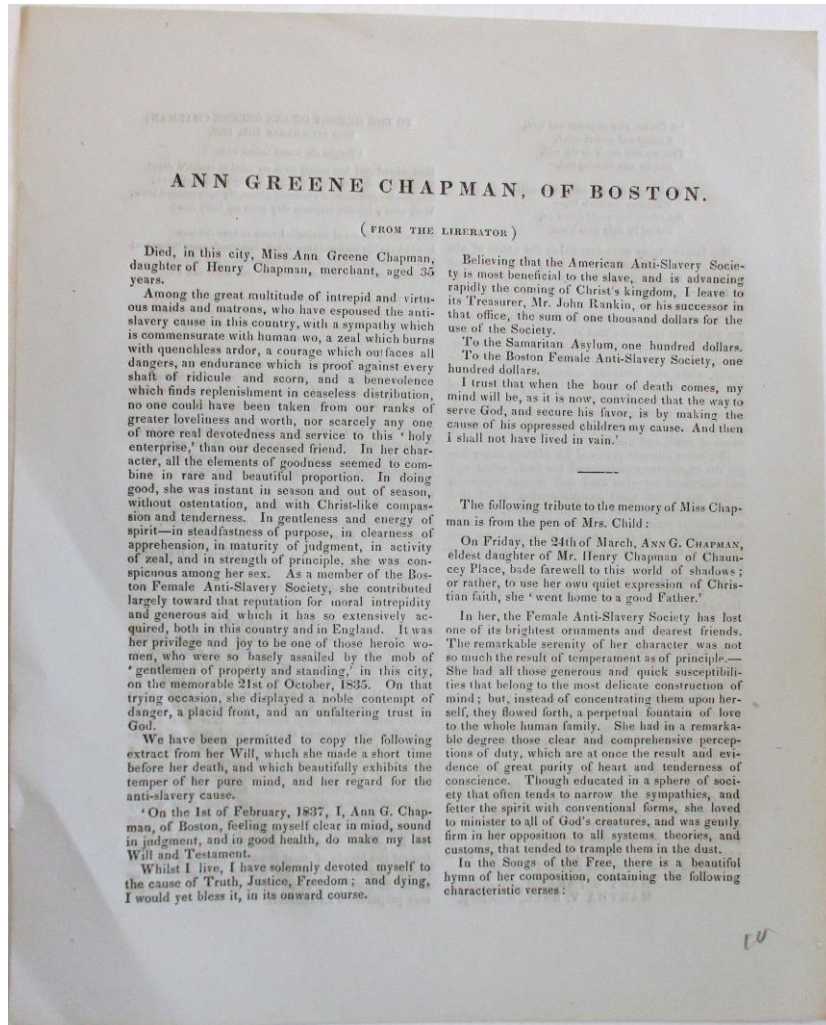 ANN GREENE CHAPMAN, OF BOSTON.
(FROM THE LIBERATOR)
Died, in this city, Miss Ann Greene Chapman,
daughter of Henry Chapman, merchant, aged 35
years.
Among the great multitude of intrepid and virtu-
ous maids and matrons, who have espoused the anti-
slavery cause in this country, with a sympathy which
is commensurate with human wo, a zeal which burns
with quenchless ardor, a courage which outfaces all
dangers, an endurance which is proof against every
shaft of ridicule and scorn, and a benevolence
which finds replenishment in ceaseless distribution,
no one could have been taken from our ranks of
greater loveliness and worth, nor scarcely any one
of more real devotedness and service to this 'holy
enterprise,' than our deceased friend. In her char-
acter, all the elements of goodness seemed to com-
bine in rare and beautiful proportion. In doing
good, she was instant in season and out of season,
without ostentation, and with Christ-like compas-
sion and tenderness. In gentleness and energy of
spirit—in steadfastness of purpose, in clearness of
apprehension, in maturity of judgment, in activity
of zeal, and in strength of principle, she was con-
spicuous among her sex. As a member of the Bos-
ton Female Anti-Slavery Society, she contributed
largely toward that reputation for moral intrepidity
and generous aid which it has so extensively ac-
quired, both in this country and in England. It was
her privilege and joy to be one of those heroic wo-
men, who were so basely assailed by the mob of
'gentlemen of property and standing,' in this city,
on the memorable 21st of October, 1835. On that
trying occasion, she displayed a noble contempt of
danger, a placid front, and an unfaltering trust in
God.
We have been permitted to copy the following
extract from her Will, which she made a short time
before her death, and which beautifully exhibits the
temper of her pure mind, and her regard for the
anti-slavery cause.
'On the 1st of February, 1837, I, Ann G. Chap-
man, of Boston, feeling myself clear in mind, sound
in judgment, and in good health, do make my last
Will and Testament.
Whilst I live, I have solemnly devoted myself to
the cause of Truth, Justice, Freedom; and dying,
I would yet bless it, in its onward course.
Believing that the American Anti-Slavery Socie-
ty is most beneficial to the slave, and is advancing
rapidly the coming of Christ's kingdom, I leave to
its Treasurer, Mr. John Rankin, or his successor in
that office, the sum of one thousand dollars for the
use of the Society.
To the Samaritan Asylum, one hundred dollars.
To the Boston Female Anti-Slavery Society, one
hundred dollars.
I trust that when the hour of death comes, my
mind will be, as it is now, convinced that the way to
serve God, and secure his favor, is by making the
cause of his oppressed children my cause. And then
I shall not have lived in vain.'
The following tribute to the memory of Miss Chap-
man is from the pen of Mrs. Child:
On Friday, the 24th of March, ANN G. CHAPMAN,
eldest daughter of Mr. Henry Chapman of Chaun-
cey Place, bade farewell to this world of shadows;
or rather, to use her own quiet expression of Chris-
tian faith, she 'went home to a good Father.'
In her, the Female Anti-Slavery Society has lost
one of its brightest ornaments and dearest friends.
The remarkable serenity of her character was not
so much the result of temperament as of principle.—
She had all those generous and quick susceptibili-
ties that belong to the most delicate construction of
mind; but, instead of concentrating them upon her-
self, they flowed forth, a perpetual fountain of love
to the whole human family. She had in a remarka-
ble degree those clear and comprehensive percep-
tions of duty, which are at once the result and evi-
dence of great purity of heart and tenderness of
conscience. Though educated in a sphere of soci-
ety that often tends to narrow the sympathies, and
fetter the spirit with conventional forms, she loved
to minister to all of God's creatures, and was gently
firm in her opposition to all systems, theories, and
customs, that tended to trample them in the dust.
In the Songs of the Free, there is a beautiful
hymn of her composition, containing the following
characteristic verses: